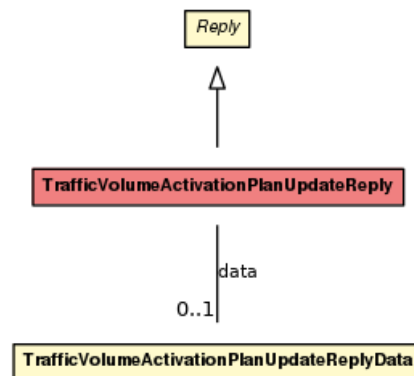 Reply
TrafficVolumeActivationPlanUpdateReply
data
0..1
TrafficVolumeActivationPlanUpdateReplyData